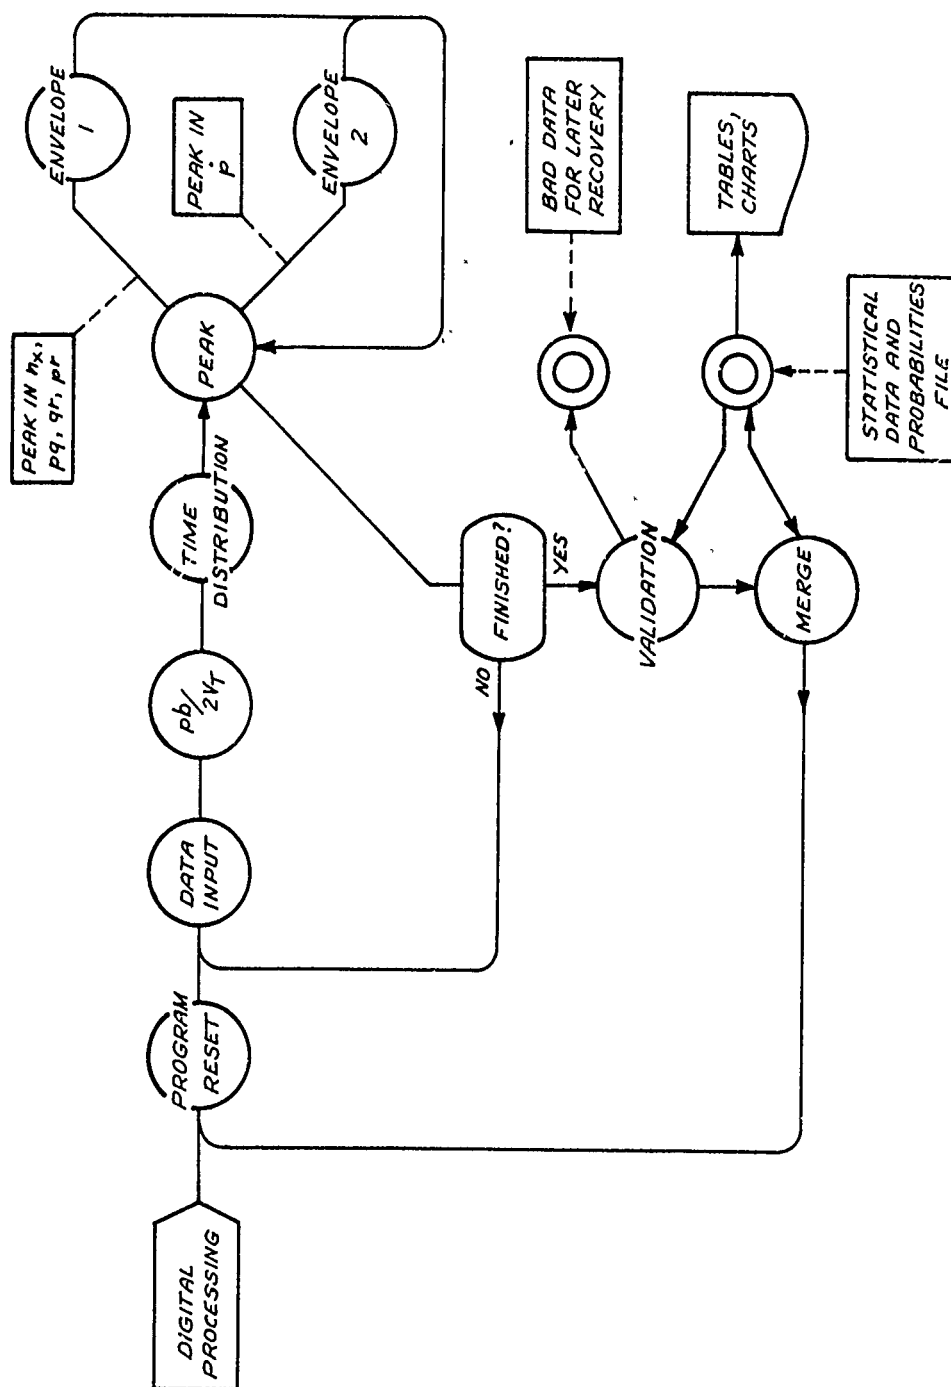 DIGITAL
PROCESSING
PROGRAM
RESET
DATA
INPUT
pb/
2VT
TIME
DISTRIBUTION
PEAK
PEAK IN nx,
pq, qr, pr
ENVELOPE
1
PEAK IN
ṗ
ENVELOPE
2
FINISHED?
NO
YES
VALIDATION
MERGE
BAD DATA
FOR LATER
RECOVERY
TABLES,
CHARTS
STATISTICAL
DATA AND
PROBABILITIES
FILE